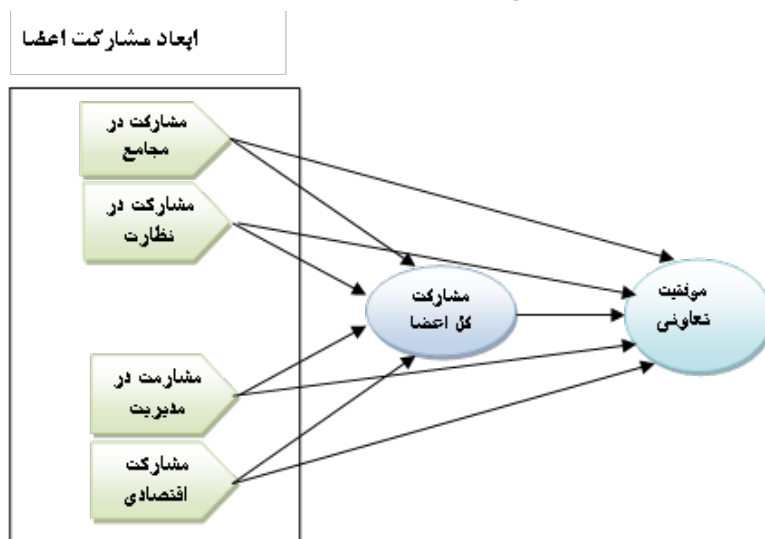 ابعاد مشارکت اعضا
مشارکت در
مجامع
مشارکت در
نظارت
مشارکت
کل اعضا
موفقیت
تعاونی
مشارمت در
مدیریت
مشارکت
اقتصادی